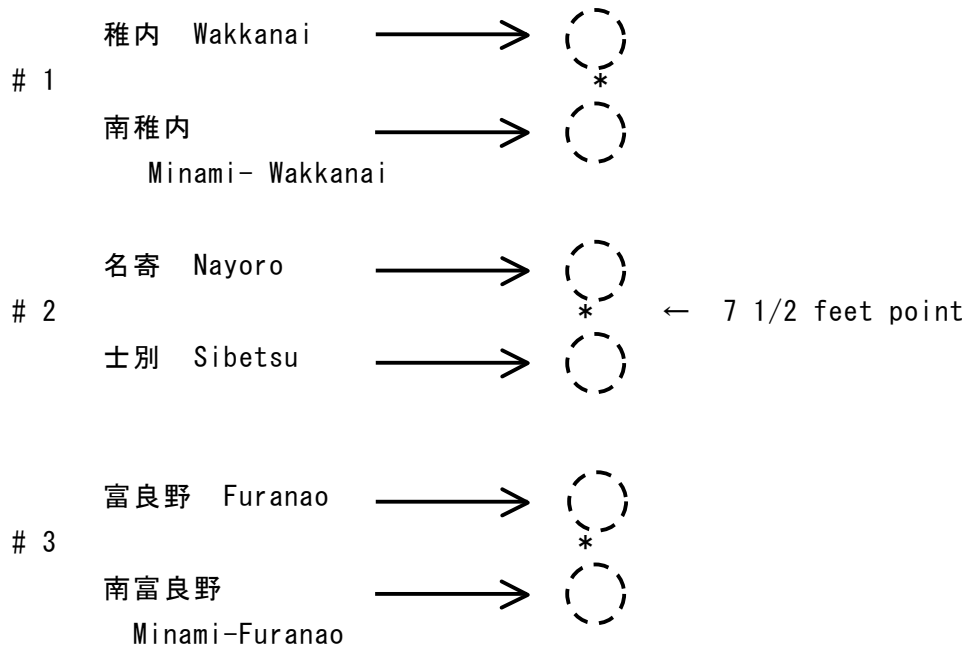 稚内 Wakkanai
# 1 *
南稚内
Minami- Wakkanai
名寄 Nayoro
# 2 * ← 7 1/2 feet point
士別 Sibetsu
富良野 Furanao
# 3 *
南富良野
Minami-Furanao